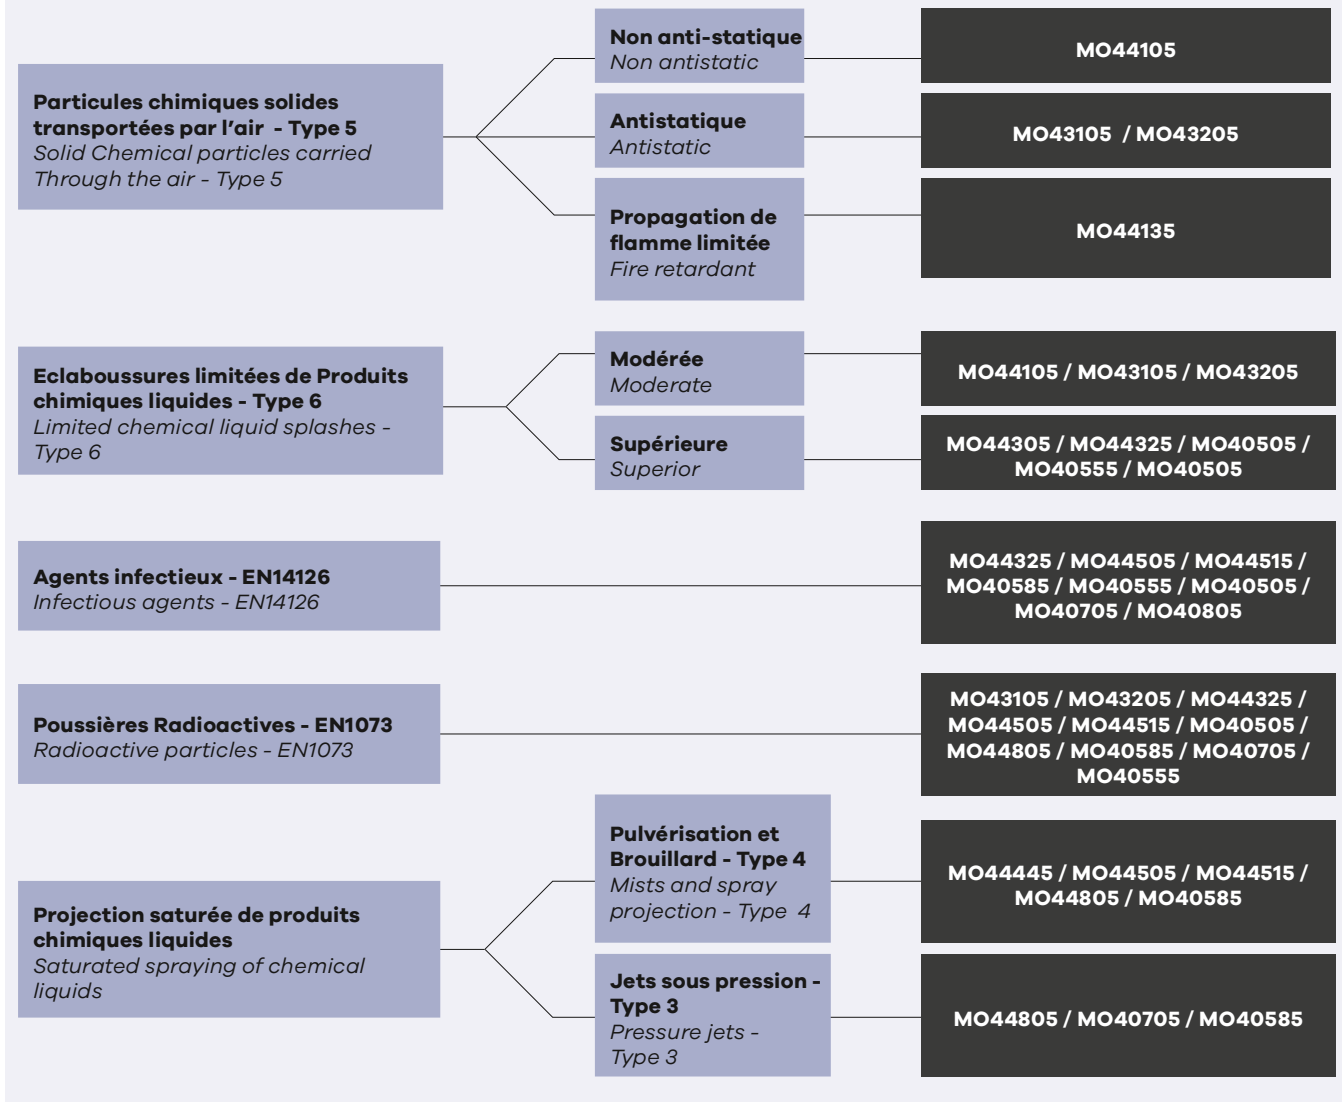 Particules chimiques solides
transportées par l’air - Type 5
Solid Chemical particles carried
Through the air - Type 5
Non anti-statique
Non antistatic
MO44105
Antistatique
Antistatic
MO43105 / MO43205
Propagation de
flamme limitée
Fire retardant
MO44135
Eclaboussures limitées de Produits
chimiques liquides - Type 6
Limited chemical liquid splashes -
Type 6
Modérée
Moderate
MO44105 / MO43105 / MO43205
Supérieure
Superior
MO44305 / MO44325 / MO40505 /
MO40555 / MO40505
Agents infectieux - EN14126
Infectious agents - EN14126
MO44325 / MO44505 / MO44515 /
MO40585 / MO40555 / MO40505 /
MO40705 / MO40805
Poussières Radioactives - EN1073
Radioactive particles - EN1073
MO43105 / MO43205 / MO44325 /
MO44505 / MO44515 / MO40505 /
MO44805 / MO40585 / MO40705 /
MO40555
Projection saturée de produits
chimiques liquides
Saturated spraying of chemical
liquids
Pulvérisation et
Brouillard - Type 4
Mists and spray
projection - Type 4
MO44445 / MO44505 / MO44515 /
MO44805 / MO40585
Jets sous pression -
Type 3
Pressure jets -
Type 3
MO44805 / MO40705 / MO40585